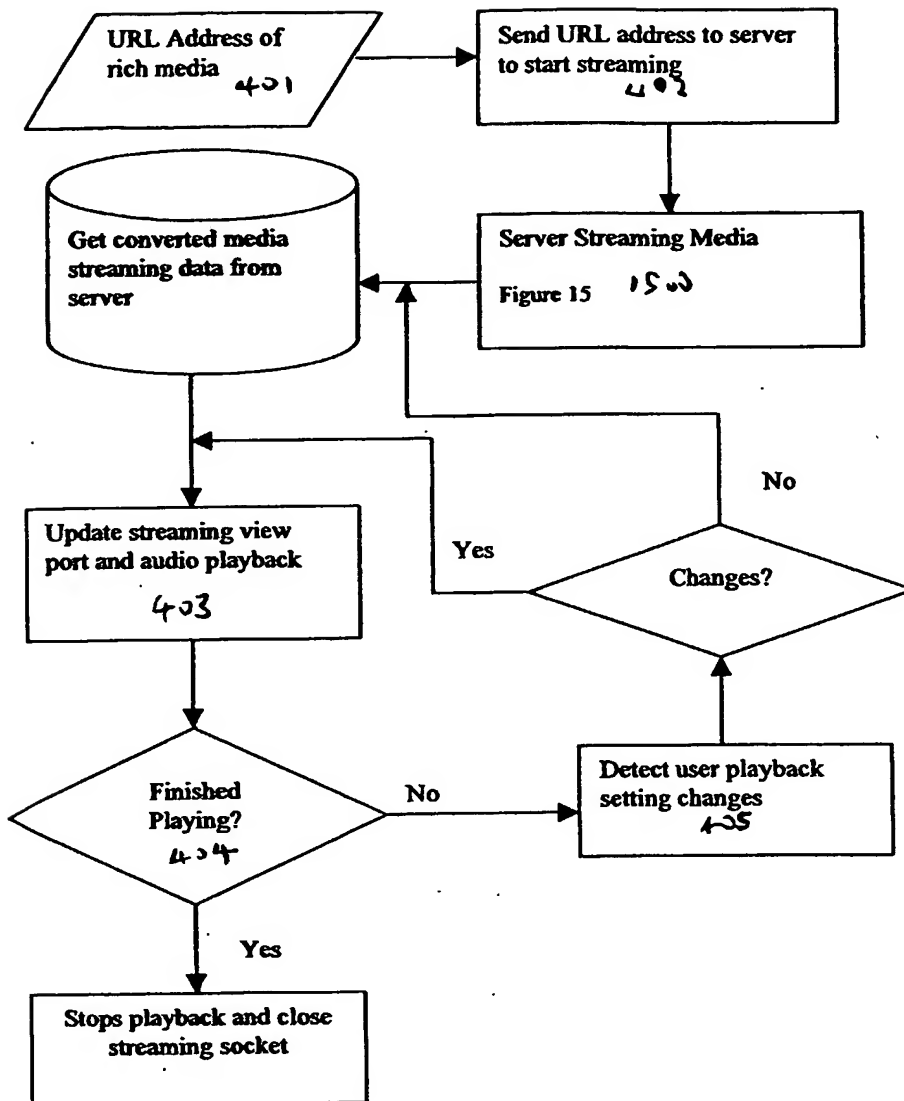 URL Address of
rich media
401
Send URL address to server
to start streaming
402
Get converted media
streaming data from
server
Server Streaming Media
Figure 15 1500
No
Update streaming view
port and audio playback
403
Yes
Changes?
Finished
Playing?
404
No
Detect user playback
setting changes
405
Yes
Stops playback and close
streaming socket